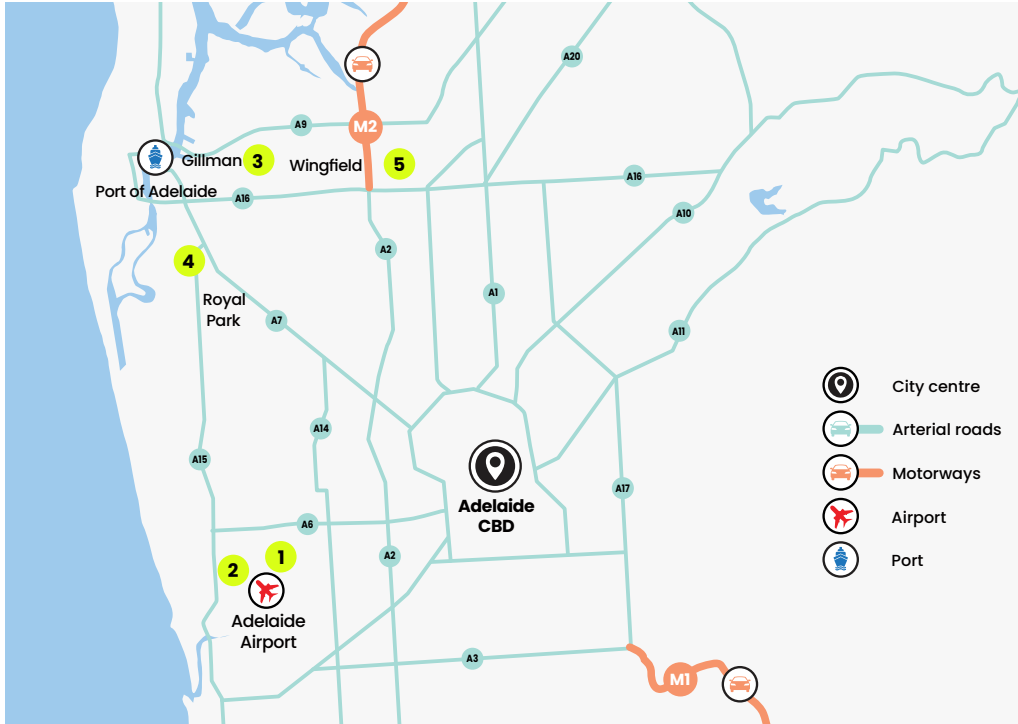 A20
A9
M2
Gillman
3
Wingfield
5
Port of Adelaide
A16
A16
A10
A2
4
A1
Royal
Park
A7
A11
City centre
Arterial roads
A14
A15
Motorways
A17
Adelaide
CBD
Airport
A6
1
2
A2
Port
Adelaide
Airport
A3
M1